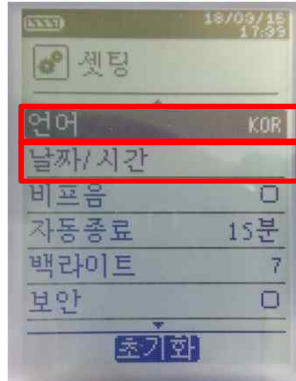 18/09/15
17:39
셋팅
언어 KOR
날짜/시간
비프음
자동종료 15분
백라이트 7
보안
초기화